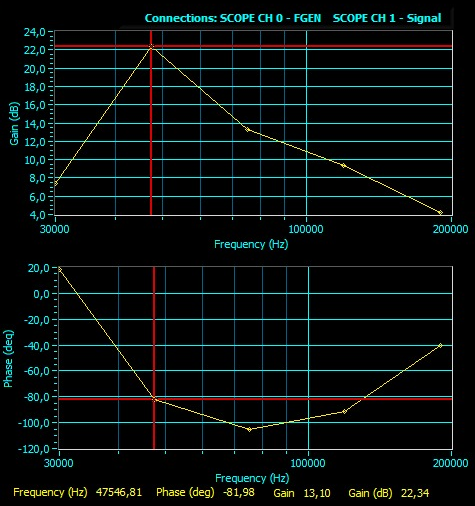 Connections: SCOPE CH 0 - FGEN SCOPE CH 1 - Signal
24,0
22,0
20,0
18,0
16,0
14,0
12,0
10,0
8,0
6,0
4,0
Gain (dB)
30000 100000 200000
Frequency (Hz)
20,0
0,0
-20,0
-40,0
-60,0
-80,0
-100,0
-120,0
Phase (deg)
30000 100000 200000
Frequency (Hz)
Frequency (Hz) 47546,81 Phase (deg) -81,98 Gain 13,10 Gain (dB) 22,34